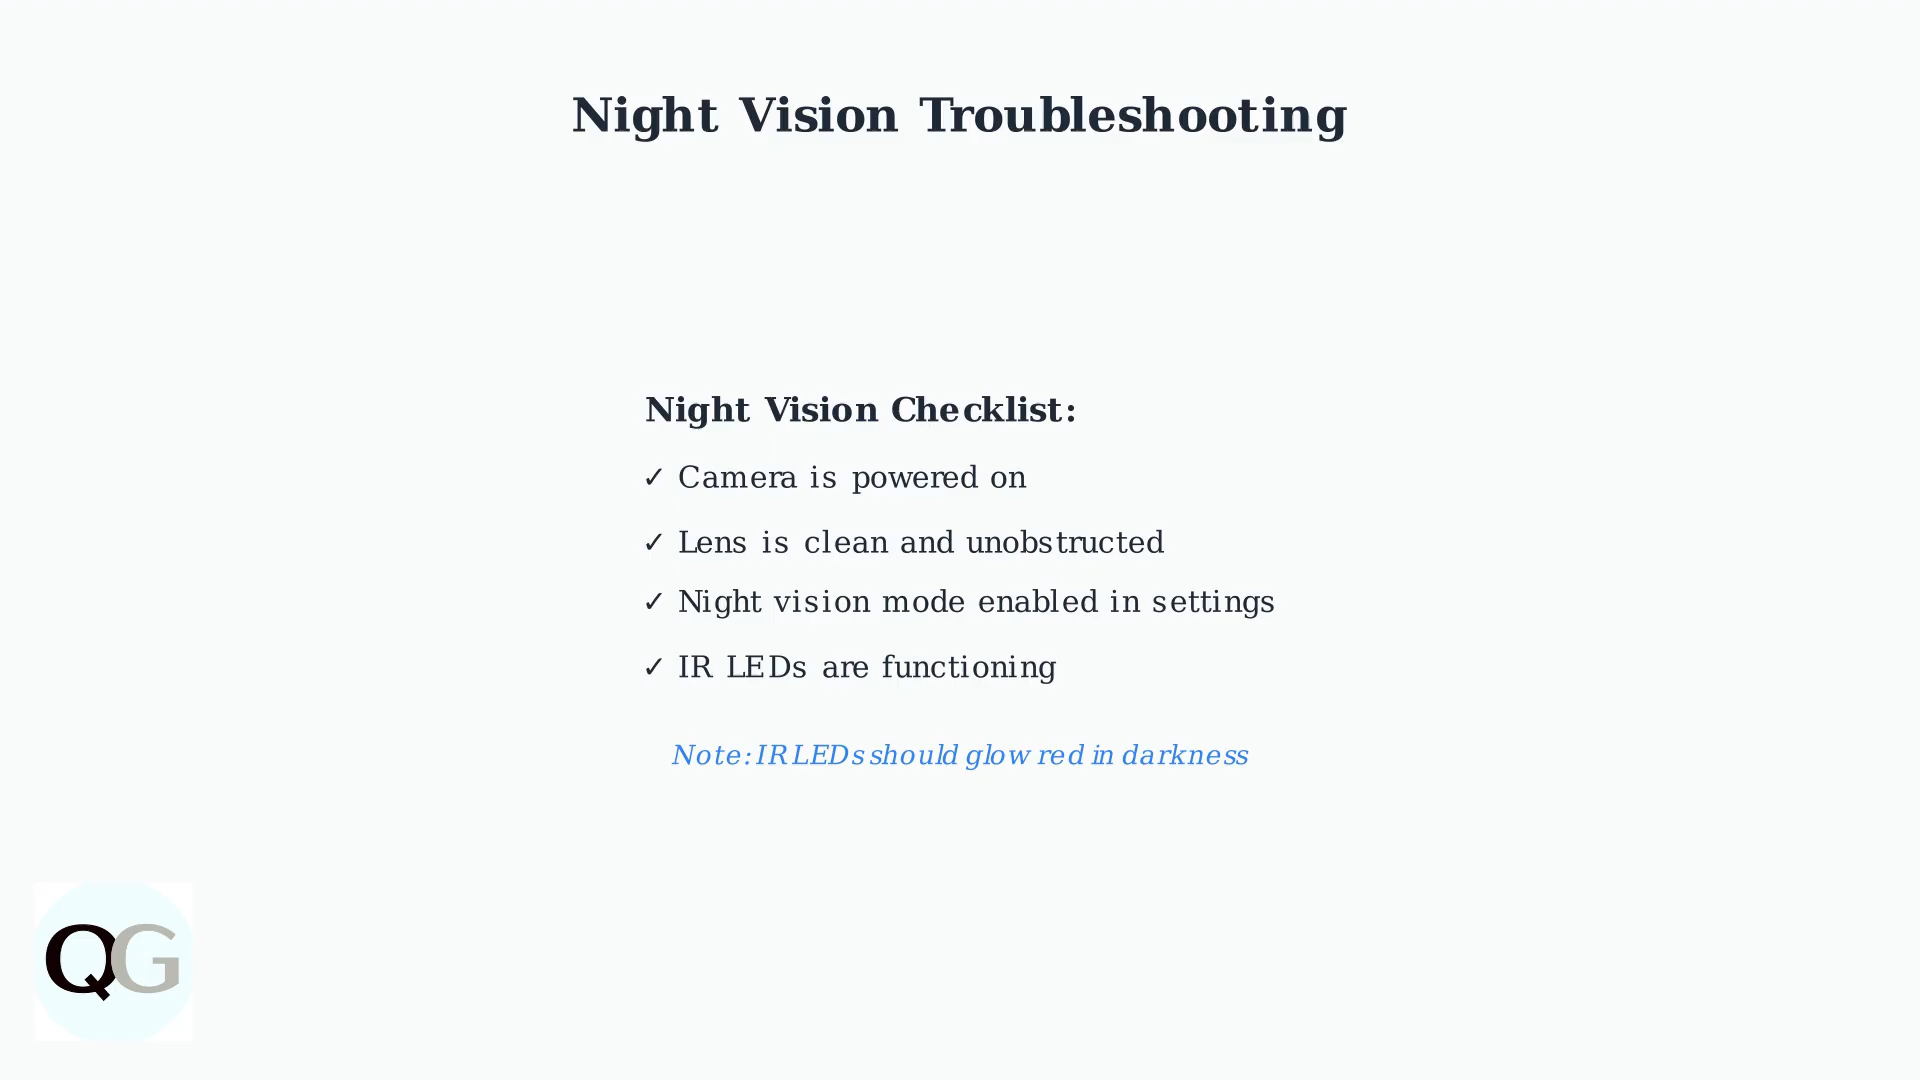 Night Vision Troubleshooting
Night Vision Checklist:
✓ Camera is powered on
✓ Lens is clean and unobstructed
✓ Night vision mode enabled in settings
✓ IR LEDs are functioning
Note: IR LEDs should glow red in darkness
QG